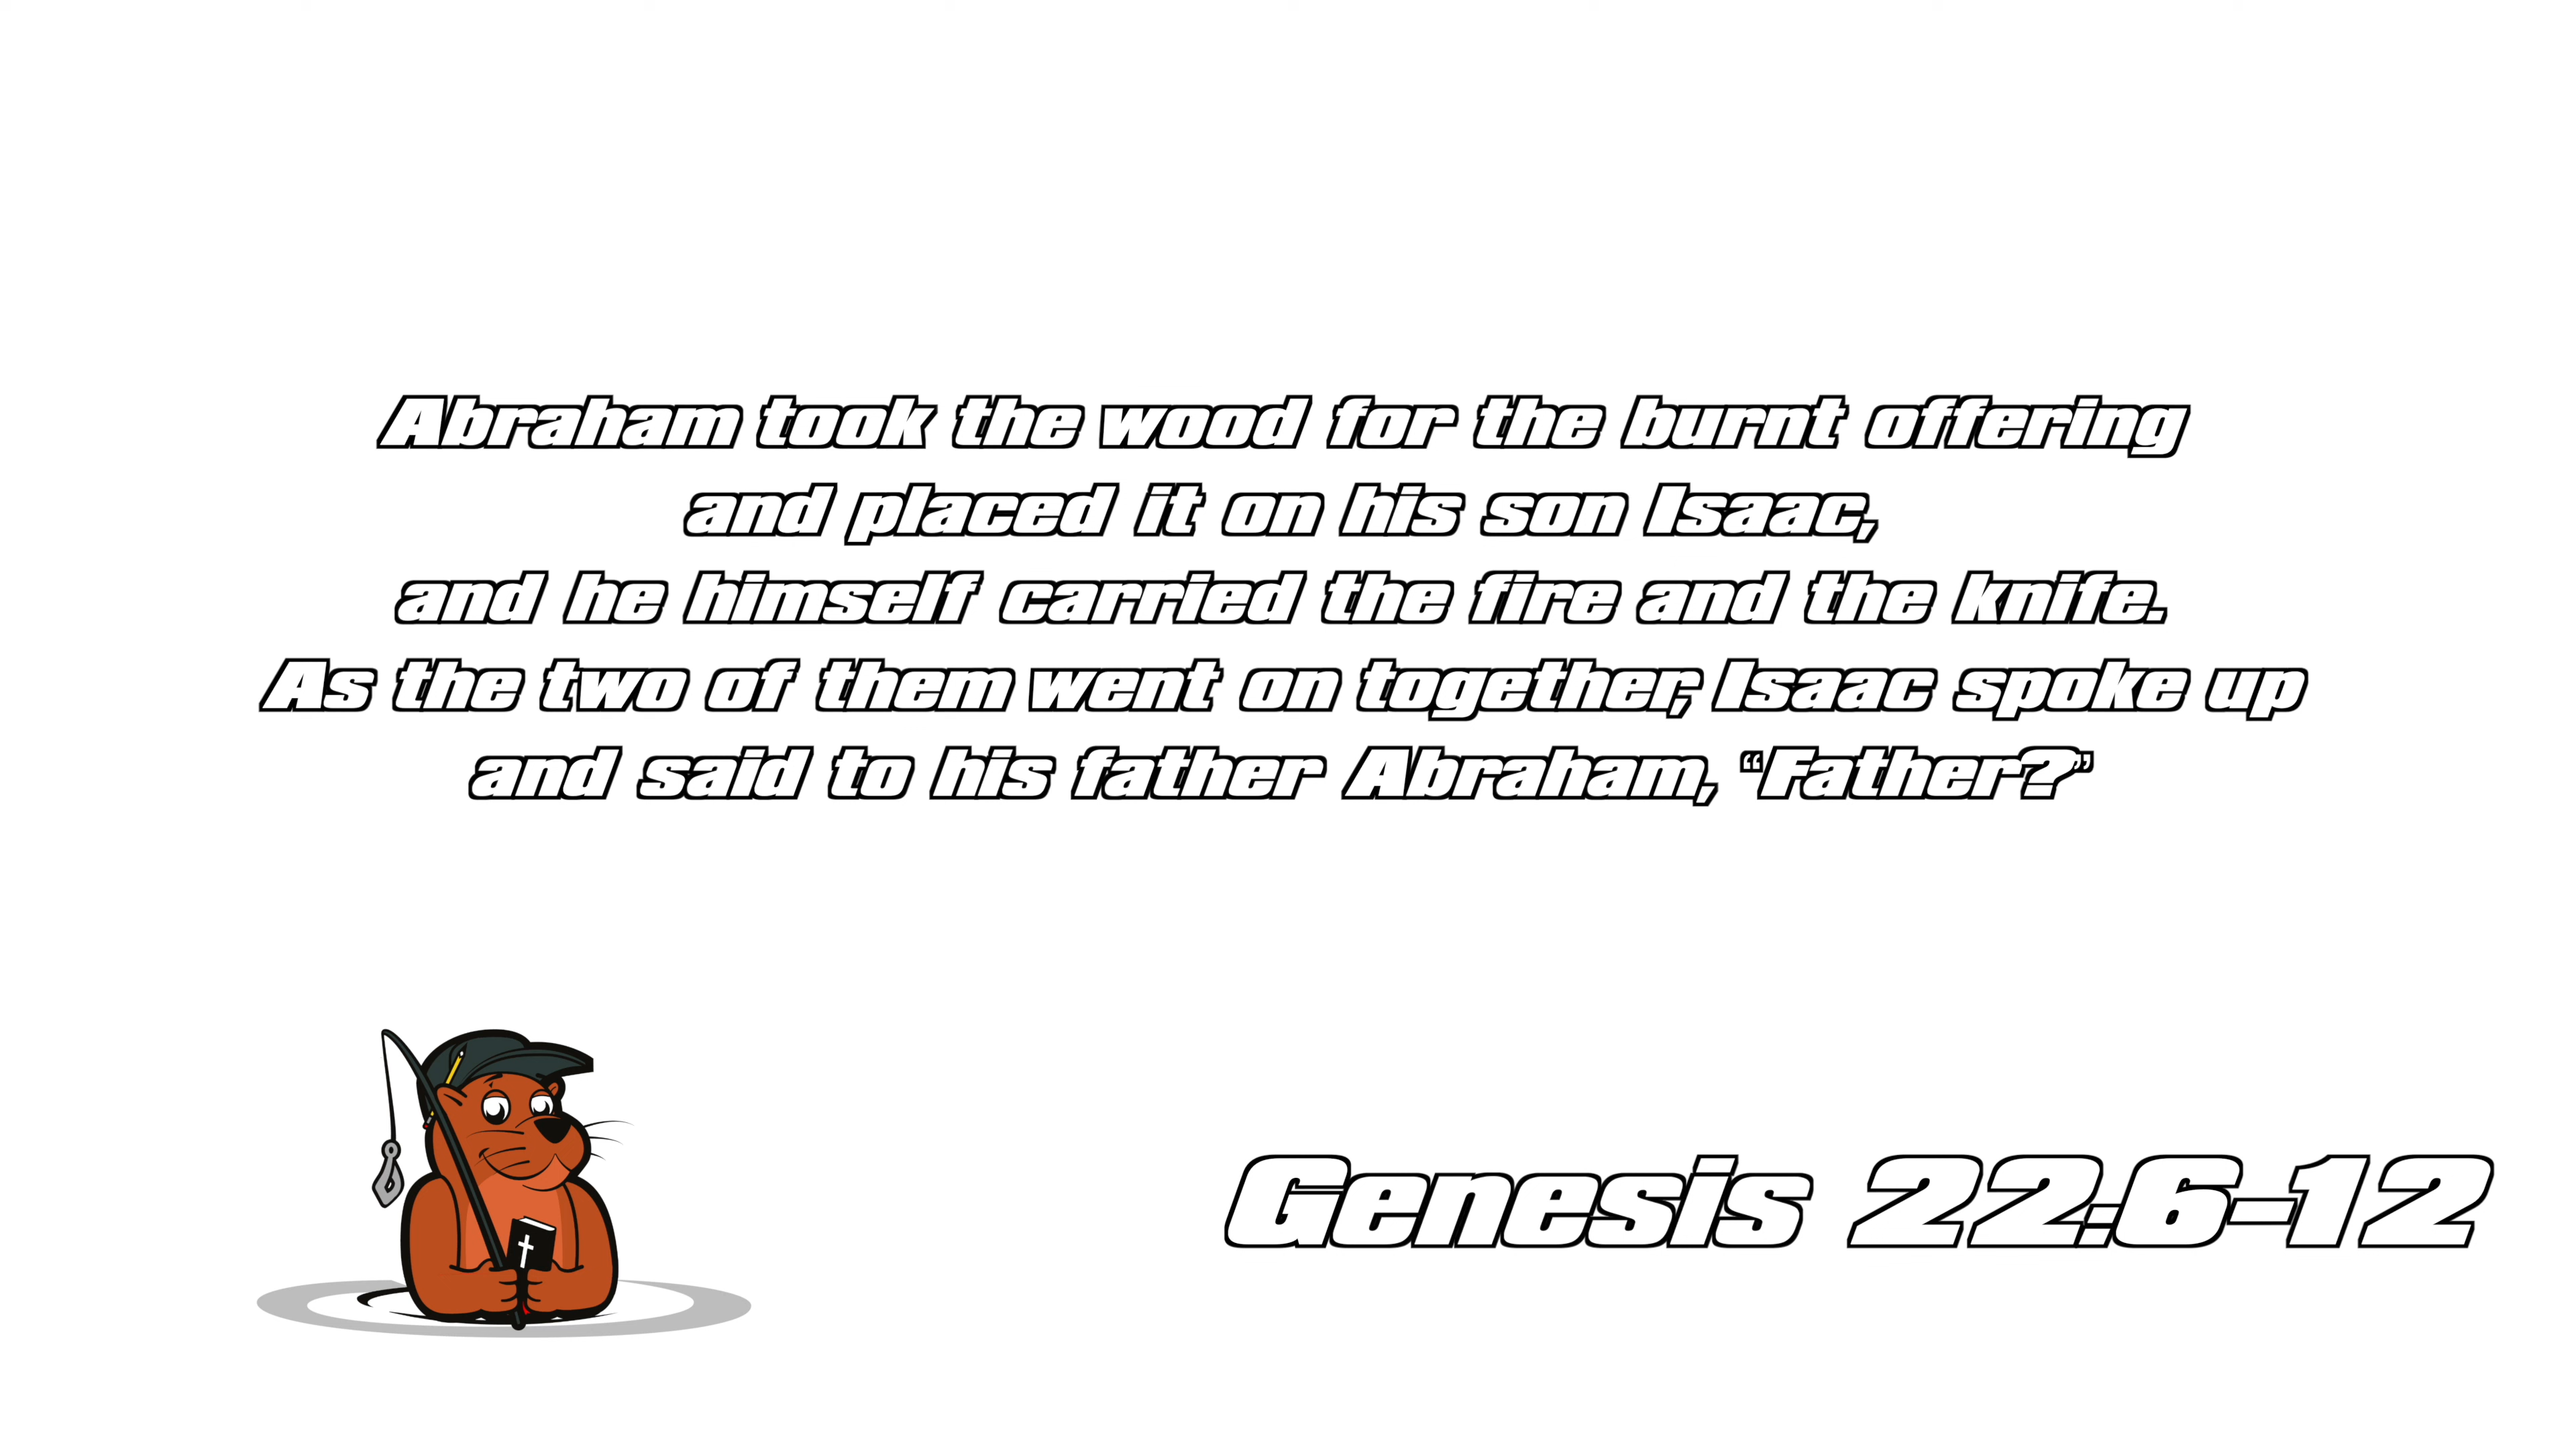 Abraham took the wood for the burnt offering
and placed it on his son Isaac,
and he himself carried the fire and the knife.
As the two of them went on together, Isaac spoke up
and said to his father Abraham, “Father?”
Genesis 22:6-12